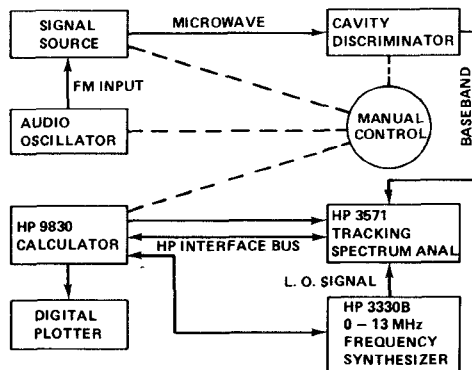 SIGNAL
SOURCE
MICROWAVE
CAVITY
DISCRIMINATOR
FM INPUT
BASEBAND
AUDIO
OSCILLATOR
MANUAL
CONTROL
HP 9830
CALCULATOR
HP INTERFACE BUS
HP 3571
TRACKING
SPECTRUM ANAL
L. O. SIGNAL
DIGITAL
PLOTTER
HP 3330B
0 – 13 MHz
FREQUENCY
SYNTHESIZER